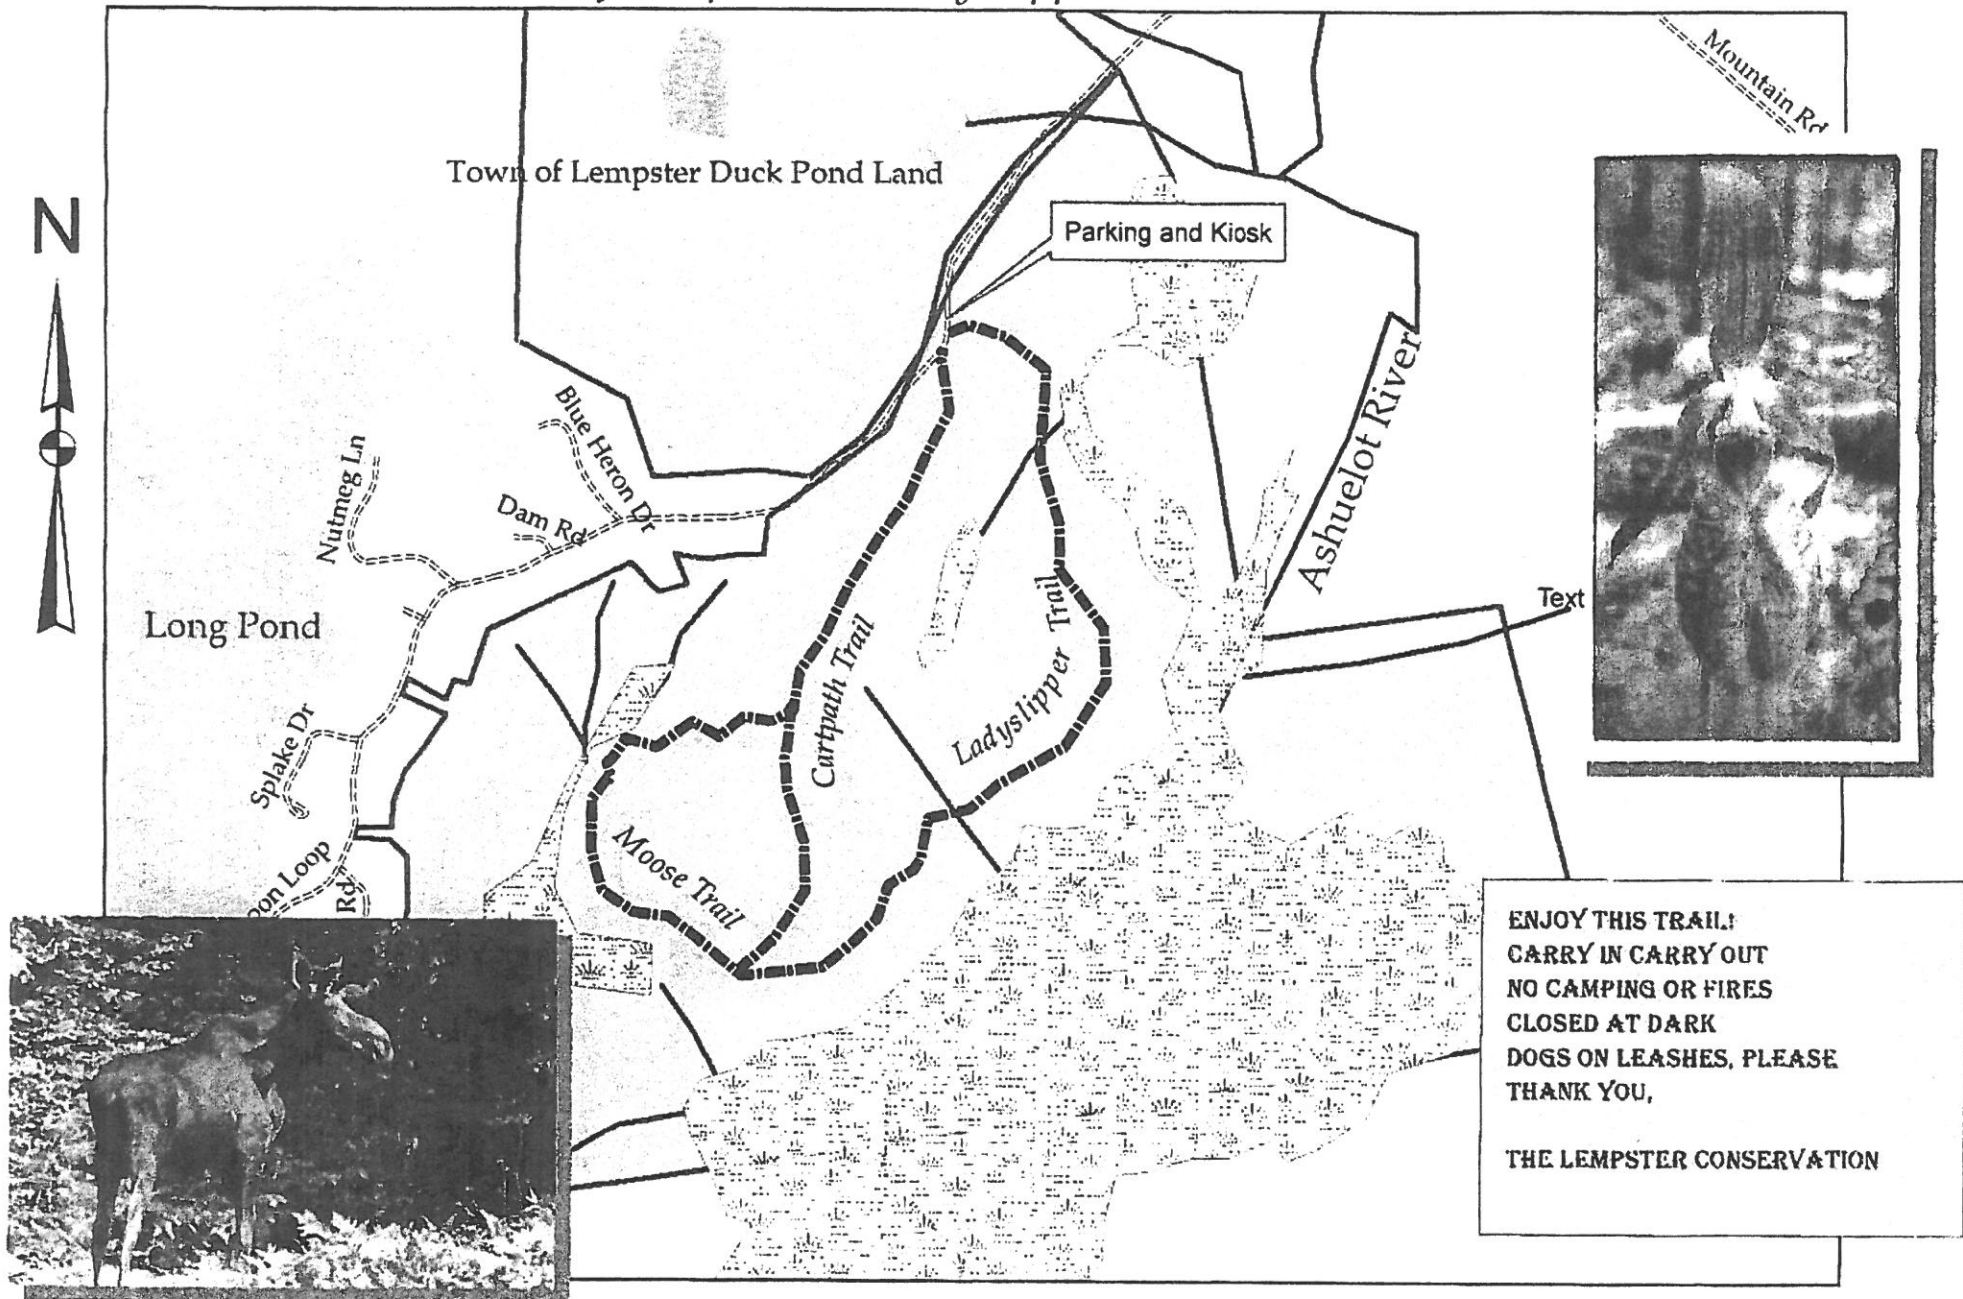 Mountain Rd
Town of Lempster Duck Pond Land
N
Parking and Kiosk
Ashuelot River
Blue Heron Dr
Nutmeg Ln
Dam Rd
Text
Long Pond
Cartpath Trail
Ladyslipper Trail
Splake Dr
Moose Trail
Loop
Rd
ENJOY THIS TRAIL!
CARRY IN CARRY OUT
NO CAMPING OR FIRES
CLOSED AT DARK
DOGS ON LEASHES, PLEASE
THANK YOU,
THE LEMPSTER CONSERVATION